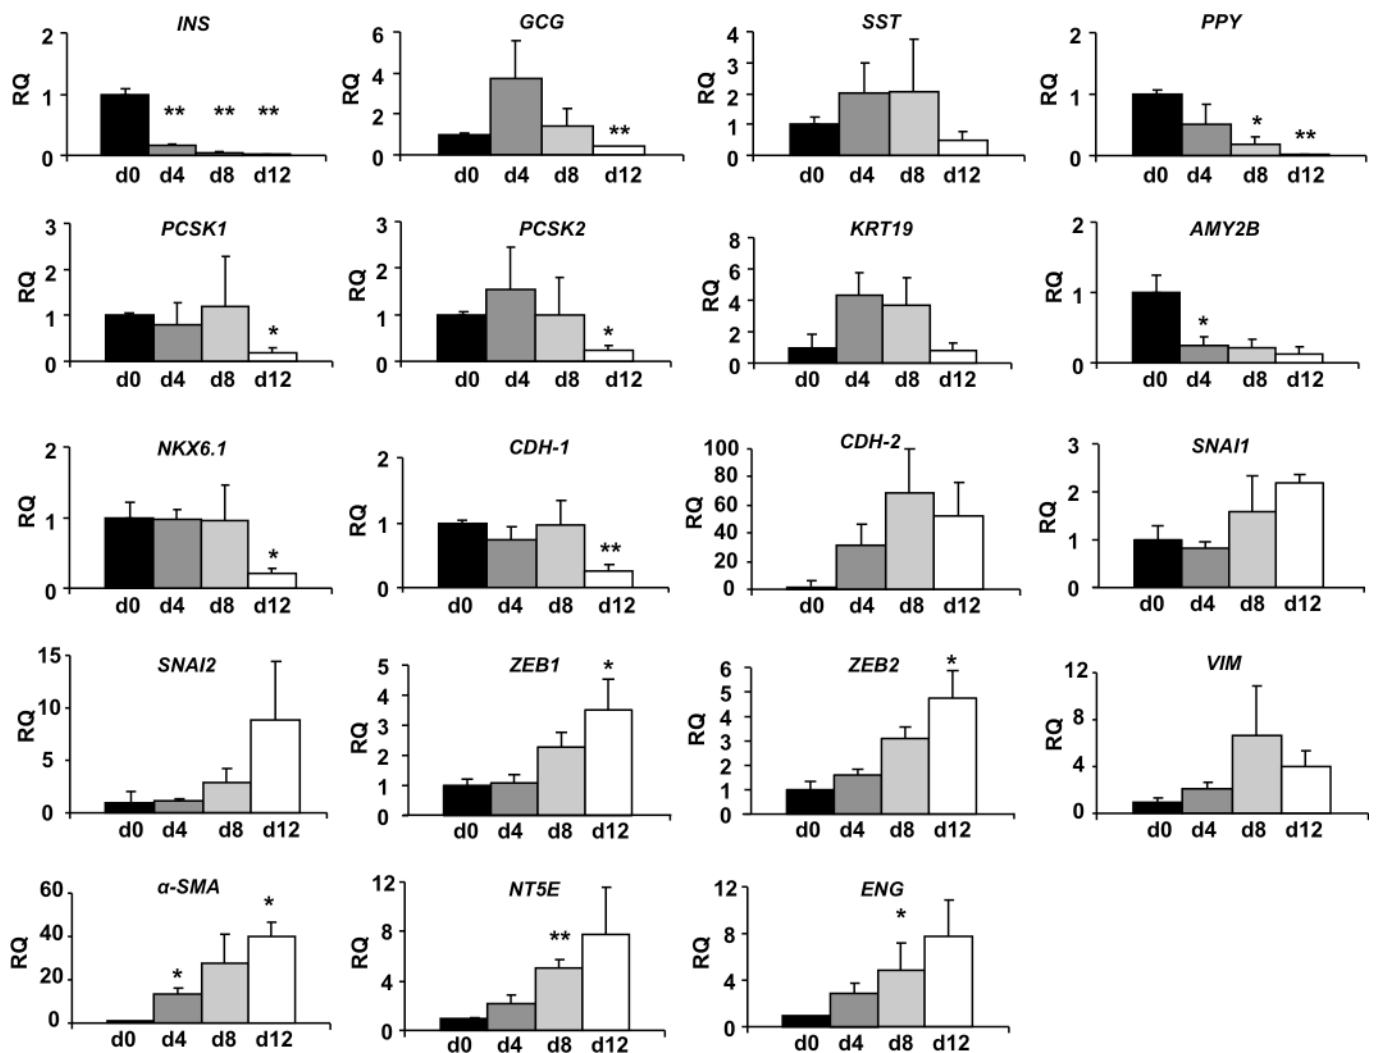 INS GCG SST PPY
2 6 4 2
RQ 1 ** ** ** RQ 4 2 ** RQ 3 2 1 RQ 1 * **
0 0 0 0
d0 d4 d8 d12 d0 d4 d8 d12 d0 d4 d8 d12 d0 d4 d8 d12
PCSK1 PCSK2 KRT19 AMY2B
3 3 8 2
RQ 2 1 * RQ 2 1 * RQ 6 4 2 RQ 1 *
0 0 0 0
d0 d4 d8 d12 d0 d4 d8 d12 d0 d4 d8 d12 d0 d4 d8 d12
NKX6.1 CDH-1 CDH-2 SNAI1
2 2 100 3
RQ 1 * RQ 1 ** RQ 80 60 40 20 RQ 2 1
0 0 0 0
d0 d4 d8 d12 d0 d4 d8 d12 d0 d4 d8 d12 d0 d4 d8 d12
SNAI2 ZEB1 ZEB2 VIM
15 5 6 12
RQ 10 5 RQ 4 3 2 1 * RQ 5 4 3 2 1 * RQ 8 4
0 0 0 0
d0 d4 d8 d12 d0 d4 d8 d12 d0 d4 d8 d12 d0 d4 d8 d12
α-SMA NT5E ENG
60 12 12
RQ 40 20 * * RQ 8 4 ** RQ 8 4 *
0 0 0
d0 d4 d8 d12 d0 d4 d8 d12 d0 d4 d8 d12